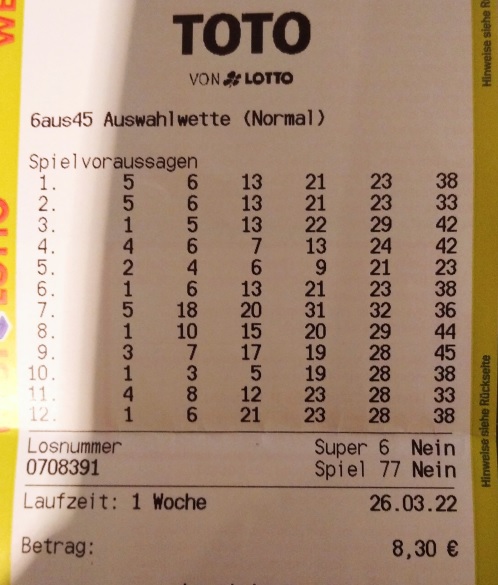 TOTO
VON LOTTO
6aus45 Auswahlwette (Normal)
Spielvoraussagen
1. 5 6 13 21 23 38
2. 5 6 13 21 23 33
3. 1 5 13 22 29 42
4. 4 6 7 13 24 42
5. 2 4 6 9 21 23
6. 1 6 13 21 23 38
7. 5 18 20 31 32 36
8. 1 10 15 20 29 44
9. 3 7 17 19 28 45
10. 1 3 5 19 28 38
11. 4 8 12 23 28 33
12. 1 6 21 23 28 38
Losnummer Super 6 Nein
0708391 Spiel 77 Nein
Laufzeit: 1 Woche 26.03.22
Betrag: 8,30 €
WE
LOTTO
Hinweise siehe R
Hinweise siehe Rückseite